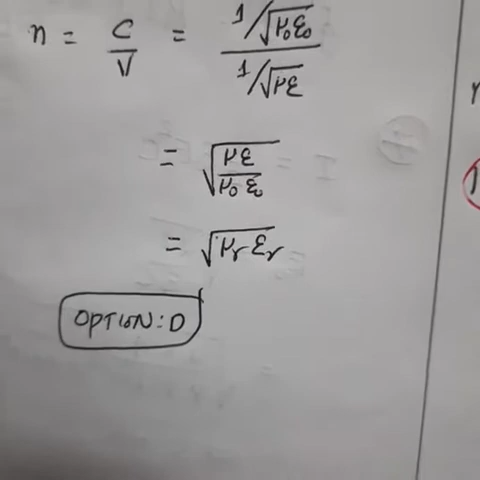 n = C/V = 1/√μ₀ε₀ / 1/√με
= √με/μ₀ε₀
= √μᵣεᵣ
OPTION: D